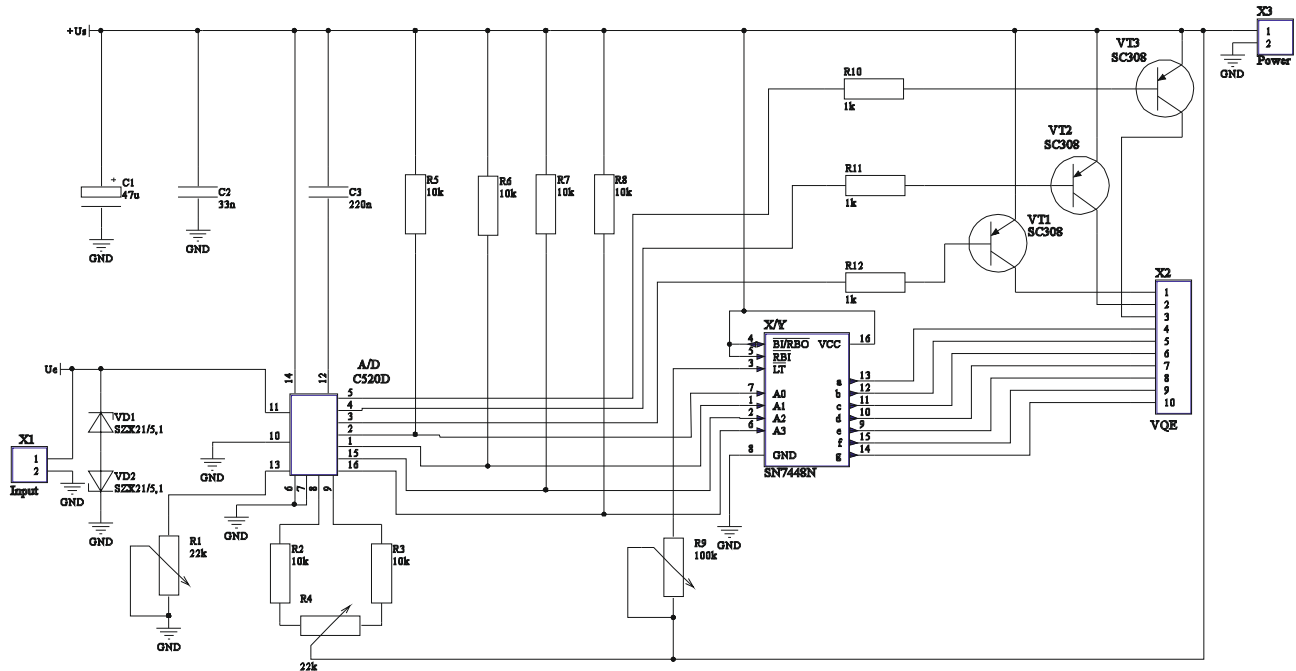 +Us
X3
1
2
Power
GND
VT3
SC308
R10
1k
VT2
SC308
R11
1k
VT1
SC308
R12
1k
C1
+
47u
GND
C2
33n
GND
C3
220n
R5
10k
R6
10k
R7
10k
R8
10k
X2
1
2
3
4
5
6
7
8
9
10
VQE
X/Y
4
BI/RBO
VCC
16
5
RBI
3
LT
7
A0
1
A1
2
A2
6
A3
8
GND
a
13
b
12
c
11
d
10
e
9
f
15
g
14
SN7448N
GND
A/D
C520D
14
12
11
10
13
5
4
3
2
1
15
16
6
7
8
9
Ue
VD1
SZX21/5,1
VD2
SZX21/5,1
GND
X1
1
2
Input
GND
GND
GND
R1
22k
GND
R2
10k
R3
10k
R4
22k
R9
100k